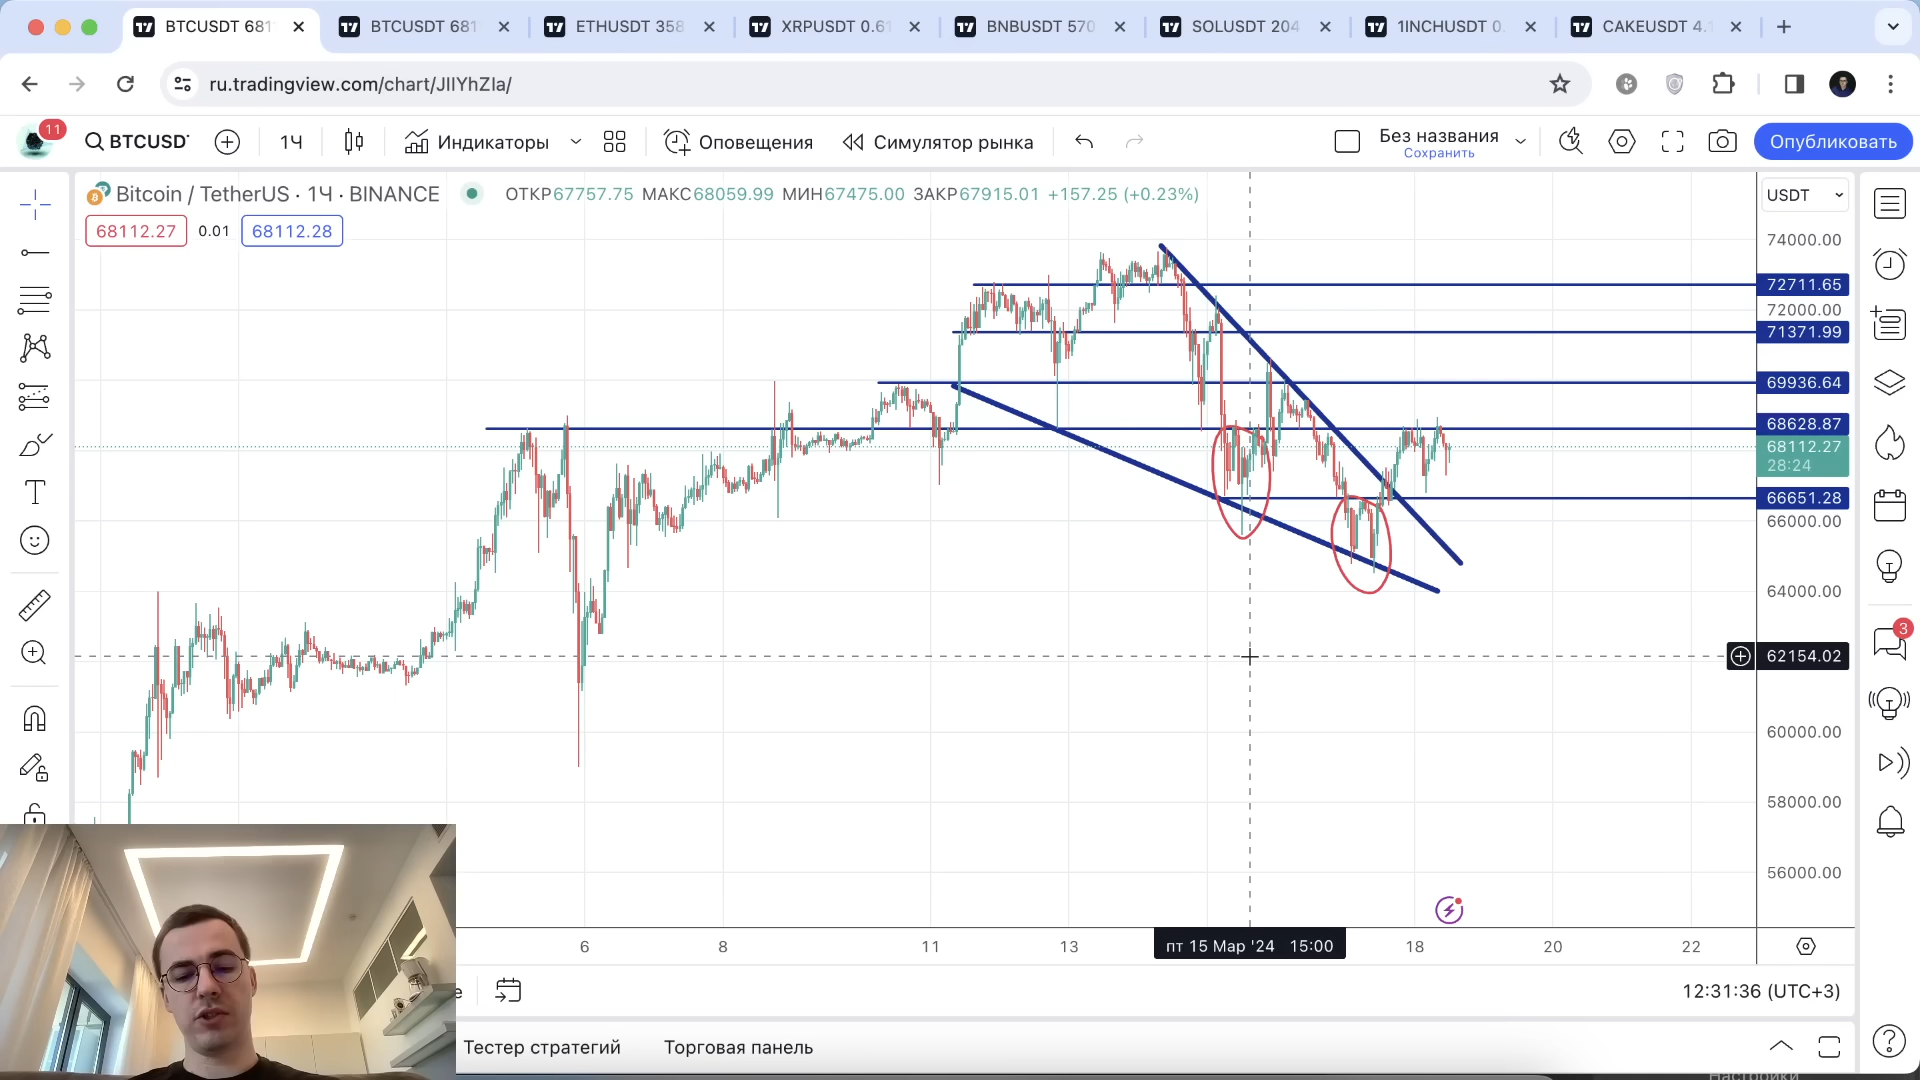 BTCUSDT 681
BTCUSDT 681
ETHUSDT 358
XRPUSDT 0.61
BNBUSDT 570
SOLUSDT 204
1INCHUSDT 0.
CAKEUSDT 4.1
ru.tradingview.com/chart/JIIYhZIa/
11
BTCUSD
1Ч
Индикаторы
Оповещения
Симулятор рынка
Без названия
Сохранить
Опубликовать
Bitcoin / TetherUS · 1Ч · BINANCE
ОТКР67757.75 МАКС68059.99 МИН67475.00 ЗАКР67915.01 +157.25 (+0.23%)
USDT
68112.27
0.01
68112.28
74000.00
72711.65
72000.00
71371.99
69936.64
68628.87
68112.27
28:24
66651.28
66000.00
64000.00
62154.02
60000.00
58000.00
56000.00
3
6
8
11
13
пт 15 Мар '24 15:00
18
20
22
12:31:36 (UTC+3)
Тестер стратегий
Торговая панель
Настройки